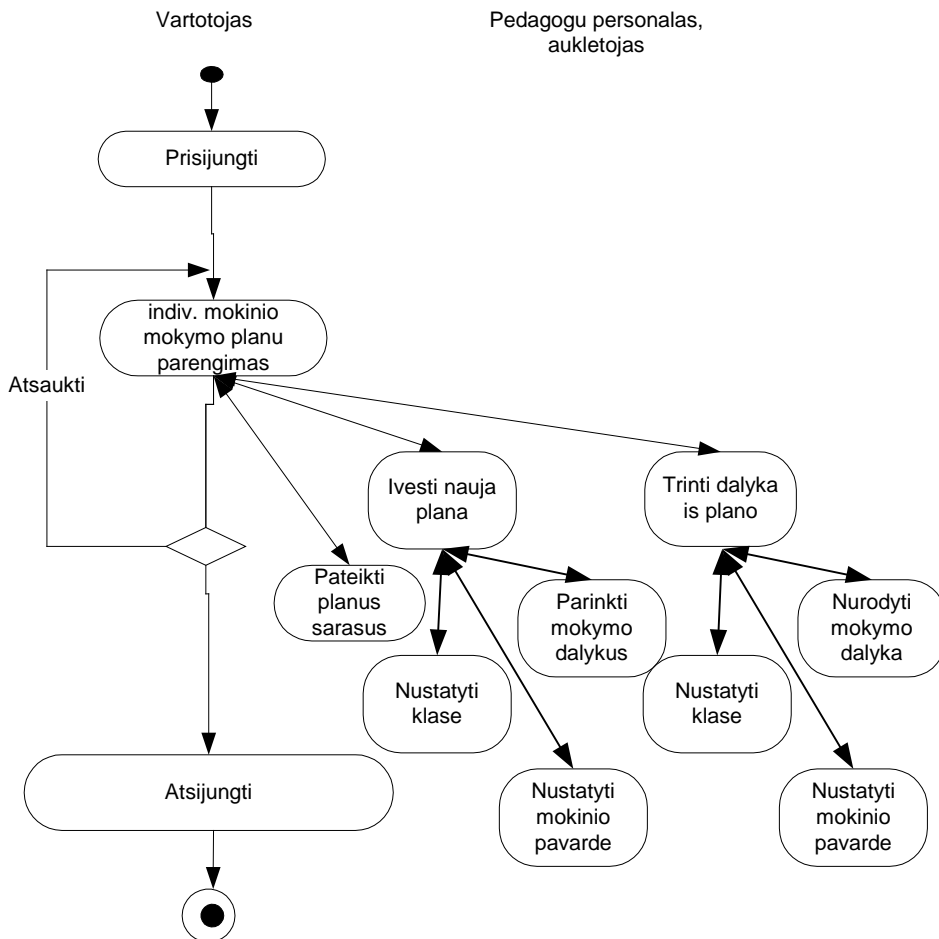 Vartotojas
Pedagogu personalas,
aukletojas
Prisijungti
indiv. mokinio
mokymo planu
parengimas
Atsaukti
Ivesti nauja
plana
Trinti dalyka
is plano
Pateikti
planus
sarasus
Parinkti
mokymo
dalykus
Nurodyti
mokymo
dalyka
Nustatyti
klase
Nustatyti
klase
Atsijungti
Nustatyti
mokinio
pavarde
Nustatyti
mokinio
pavarde